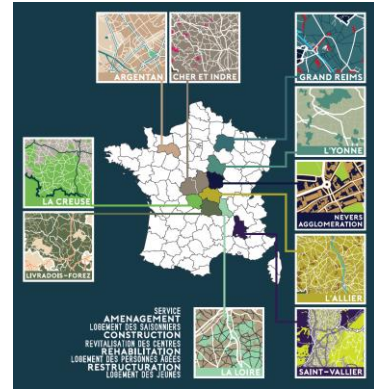 ARGENTAN
CHER ET INDRE
GRAND REIMS
L'YONNE
LA CREUSE
NEVERS
AGGLOMERATION
LIVRADOIS-FOREZ
L'ALLIER
LA LOIRE
SAINT-VALLIER
SERVICE
AMENAGEMENT
LOGEMENT DES SAISONNIERS
CONSTRUCTION
REVITALISATION DES CENTRES
REHABILITATION
LOGEMENT DES PERSONNES AGÉES
RESTRUCTURATION
LOGEMENT DES JEUNES